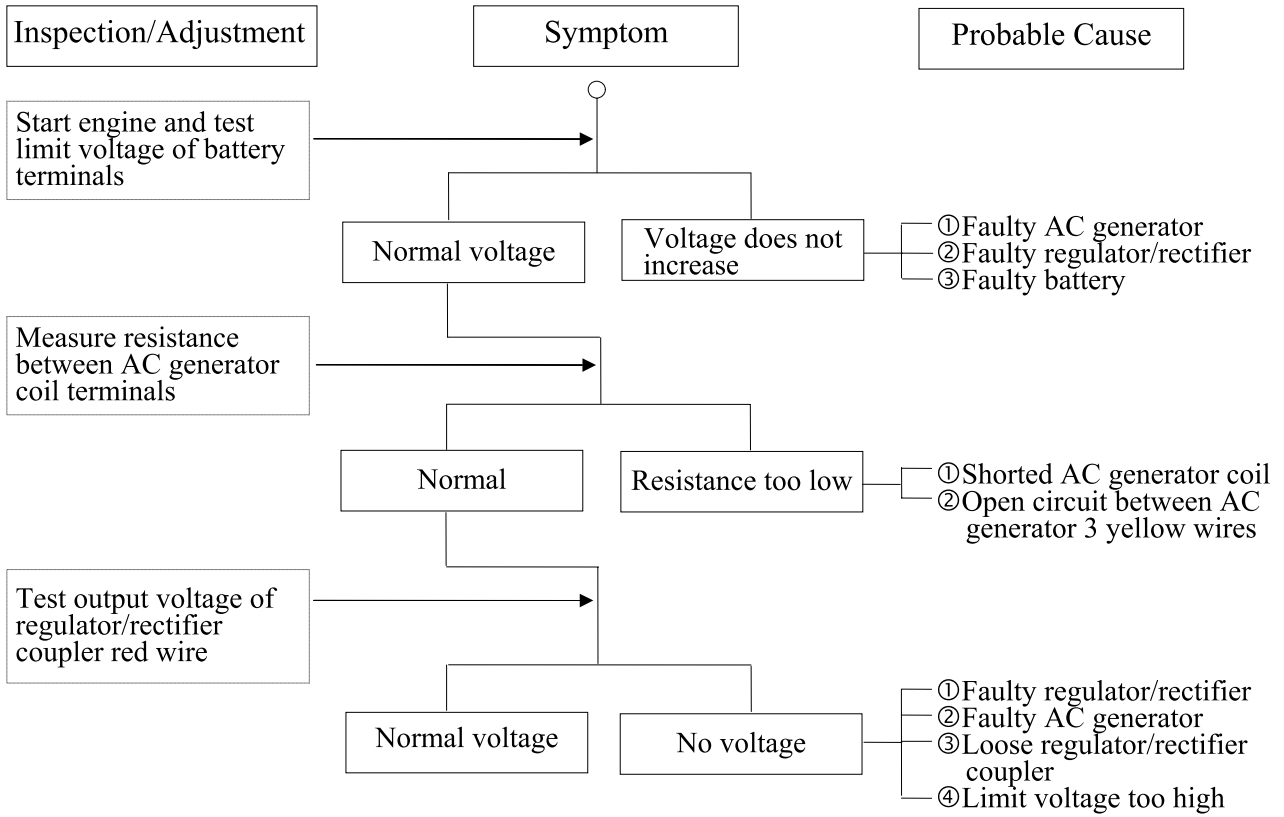 Inspection/Adjustment
Symptom
Probable Cause
Start engine and test
limit voltage of battery
terminals
Normal voltage
Voltage does not
increase
①Faulty AC generator
②Faulty regulator/rectifier
③Faulty battery
Measure resistance
between AC generator
coil terminals
Normal
Resistance too low
①Shorted AC generator coil
②Open circuit between AC
generator 3 yellow wires
Test output voltage of
regulator/rectifier
coupler red wire
Normal voltage
No voltage
①Faulty regulator/rectifier
②Faulty AC generator
③Loose regulator/rectifier
coupler
④Limit voltage too high